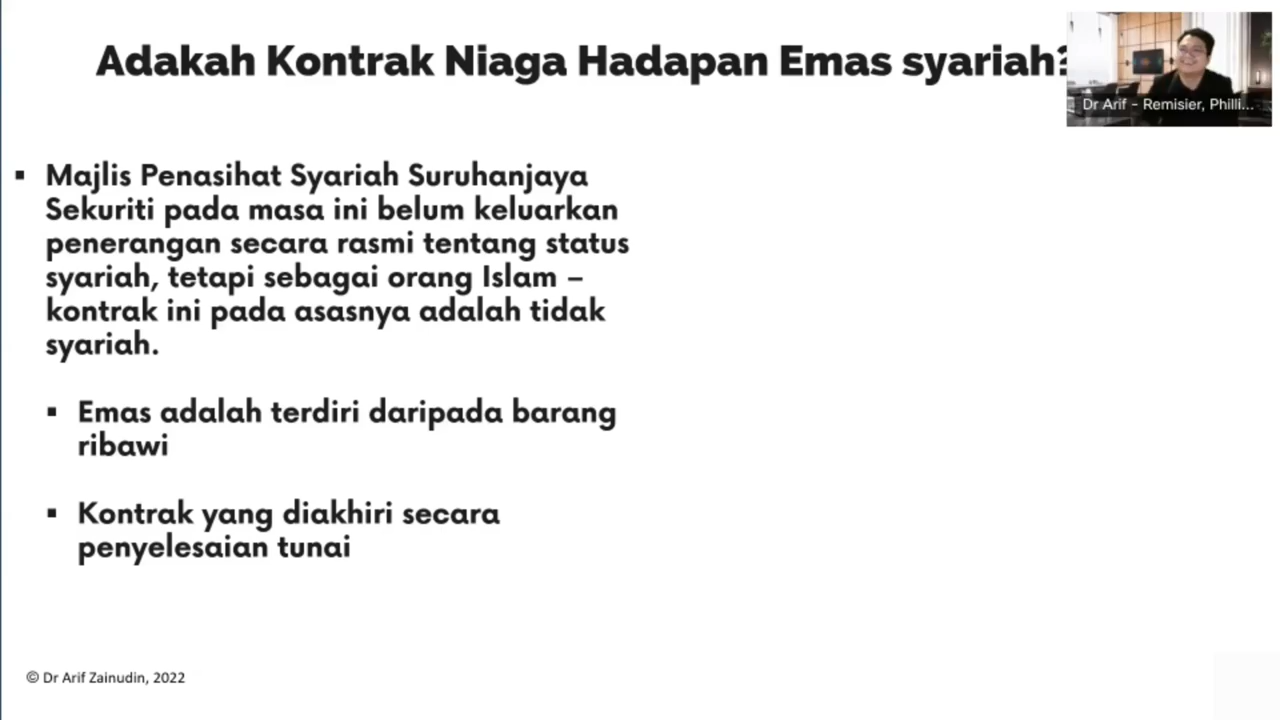 Adakah Kontrak Niaga Hadapan Emas syariah?
Dr Arif - Remisier, Philli...
▪ Majlis Penasihat Syariah Suruhanjaya
Sekuriti pada masa ini belum keluarkan
penerangan secara rasmi tentang status
syariah, tetapi sebagai orang Islam –
kontrak ini pada asasnya adalah tidak
syariah.
▪ Emas adalah terdiri daripada barang
ribawi
▪ Kontrak yang diakhiri secara
penyelesaian tunai
© Dr Arif Zainudin, 2022